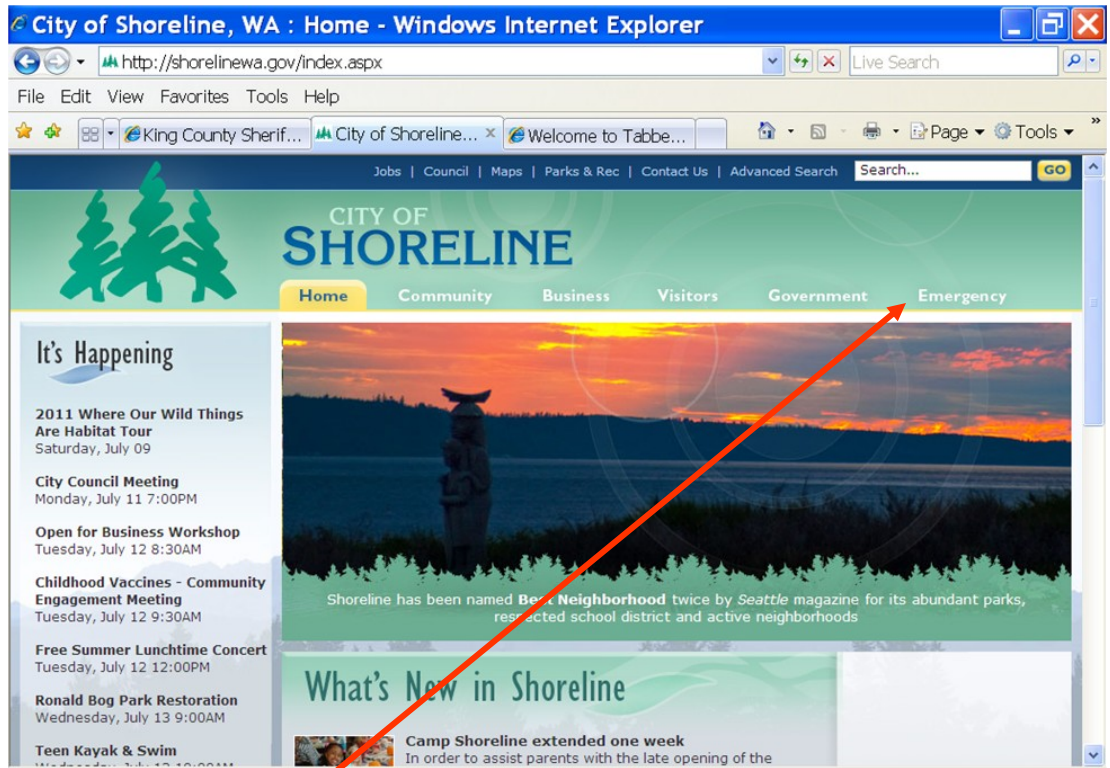 City of Shoreline, WA : Home - Windows Internet Explorer
http://shorelinewa.gov/index.aspx
Live Search
File Edit View Favorites Tools Help
King County Sherif...
City of Shoreline...
Welcome to Tabbe...
Page
Tools
»
Jobs | Council | Maps | Parks & Rec | Contact Us | Advanced Search
Search...
GO
CITY OF
SHORELINE
Home Community Business Visitors Government Emergency
It's Happening
2011 Where Our Wild Things
Are Habitat Tour
Saturday, July 09
City Council Meeting
Monday, July 11 7:00PM
Open for Business Workshop
Tuesday, July 12 8:30AM
Childhood Vaccines - Community
Engagement Meeting
Tuesday, July 12 9:30AM
Free Summer Lunchtime Concert
Tuesday, July 12 12:00PM
Ronald Bog Park Restoration
Wednesday, July 13 9:00AM
Teen Kayak & Swim
Shoreline has been named Best Neighborhood twice by Seattle magazine for its abundant parks,
respected school district and active neighborhoods
What's New in Shoreline
Camp Shoreline extended one week
In order to assist parents with the late opening of the